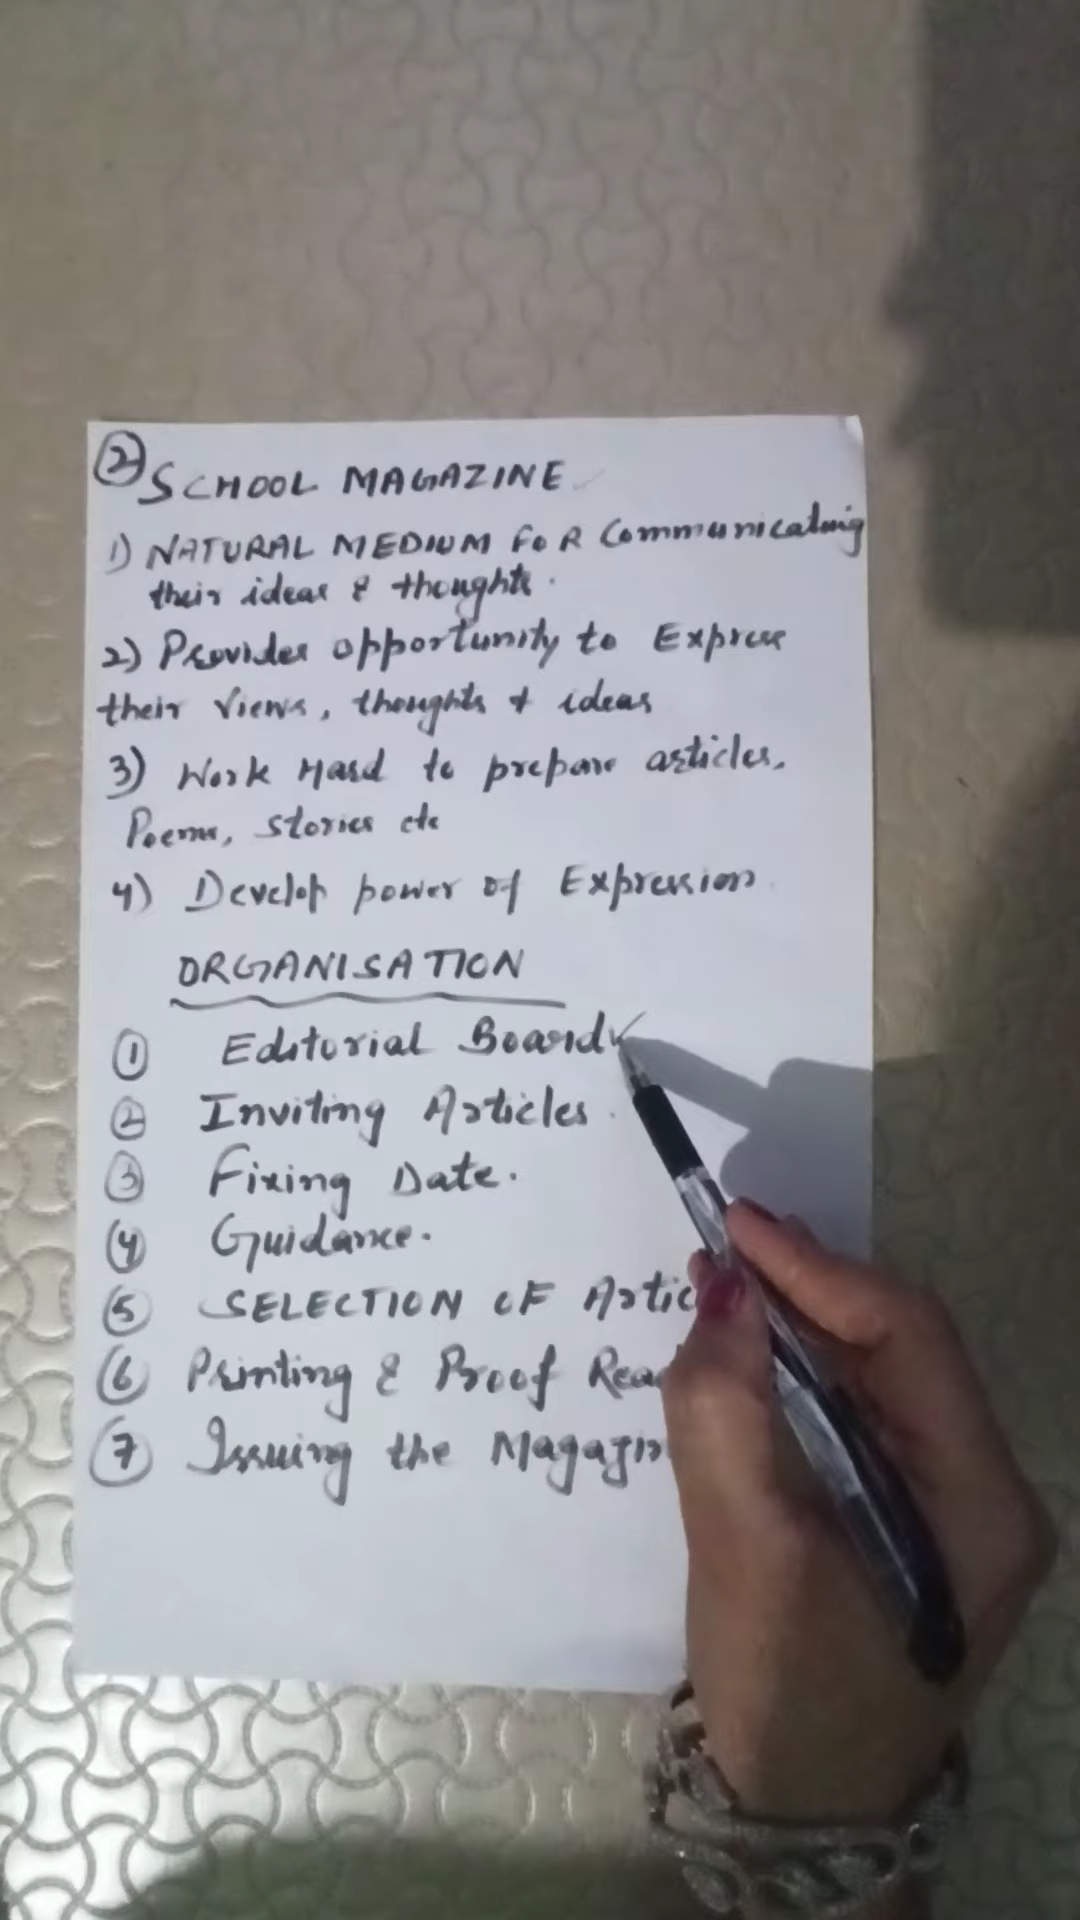 2 SCHOOL MAGAZINE
1) NATURAL MEDIUM FOR Communicating
their ideas & thoughts.
2) Provides opportunity to Express
their views, thoughts & ideas
3) Work Hard to prepare articles,
Poems, stories etc
4) Develop power of Expression.
ORGANISATION
1 Editorial Board ✓
2 Inviting Articles.
3 Fixing Date.
4 Guidance.
5 SELECTION OF
6 Printing & Proof
7 Issuing the